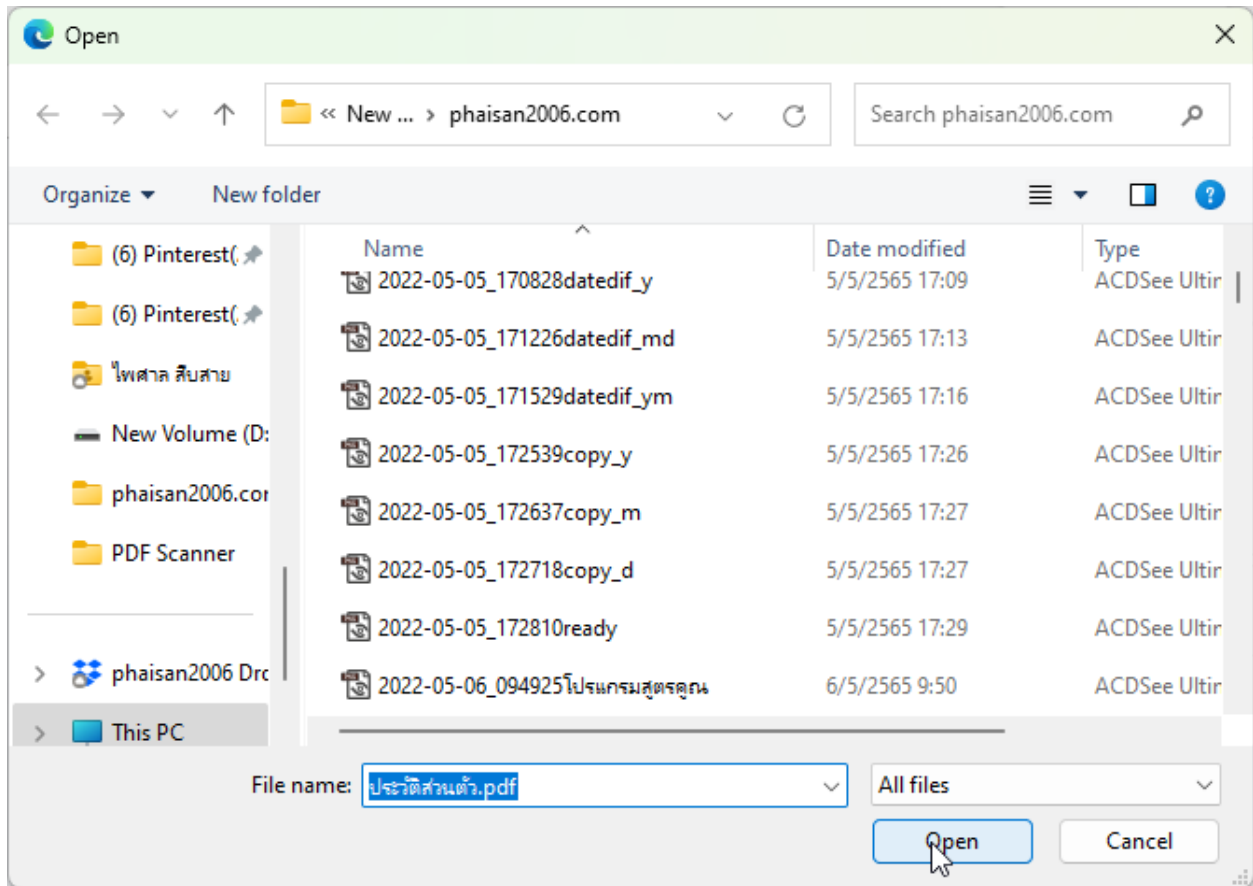 Open
« New ... › phaisan2006.com
Search phaisan2006.com
Organize
New folder
(6) Pinterest(.
(6) Pinterest(.
ไพศาล สืบสาย
New Volume (D:
phaisan2006.cor
PDF Scanner
phaisan2006 Drc
This PC
Name Date modified Type
2022-05-05_170828datedif_y 5/5/2565 17:09 ACDSee Ultir
2022-05-05_171226datedif_md 5/5/2565 17:13 ACDSee Ultir
2022-05-05_171529datedif_ym 5/5/2565 17:16 ACDSee Ultir
2022-05-05_172539copy_y 5/5/2565 17:26 ACDSee Ultir
2022-05-05_172637copy_m 5/5/2565 17:27 ACDSee Ultir
2022-05-05_172718copy_d 5/5/2565 17:27 ACDSee Ultir
2022-05-05_172810ready 5/5/2565 17:29 ACDSee Ultir
2022-05-06_094925โปรแกรมสูตรคูณ 6/5/2565 9:50 ACDSee Ultir
File name: ประวัติส่วนตัว.pdf
All files
Open
Cancel